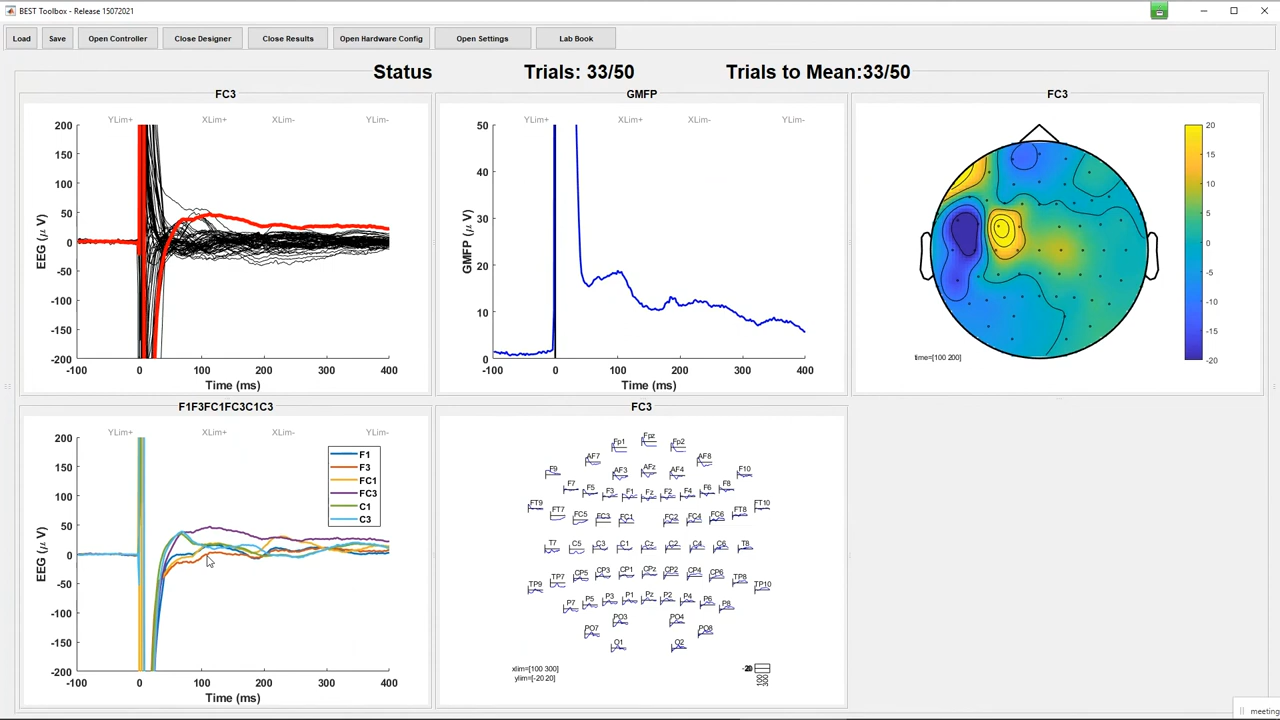 BEST Toolbox - Release 15072021
Load Save Open Controller Close Designer Close Results Open Hardware Config Open Settings Lab Book
Status Trials: 33/50 Trials to Mean:33/50
FC3
YLim+ XLim+ XLim- YLim-
200
150
100
50
0
-50
-100
-150
-200
EEG (μ V)
-100 0 100 200 300 400
Time (ms)
GMFP
YLim+ XLim+ XLim- YLim-
50
40
30
20
10
0
GMFP (μ V)
-100 0 100 200 300 400
Time (ms)
FC3
20
15
10
5
0
-5
-10
-15
-20
time=[100 200]
F1F3FC1FC3C1C3
YLim+ XLim+ XLim- YLim-
200
150
100
50
0
-50
-100
-150
-200
EEG (μ V)
F1
F3
FC1
FC3
C1
C3
-100 0 100 200 300 400
Time (ms)
FC3
Fp1 Fpz Fp2
AF7 AF8
F9 AF3 AFz AF4 F10
F7 F5 F3 F1 Fz F2 F4 F6 F8
FT9 FT10
FT7 FC5 FC3 FC1 FC2 FC4 FC6 FT8
T7 C5 C3 C1 Cz C2 C4 C6 T8
TP9 TP7 CP5 CP3 CP1 CPz CP2 CP4 CP6 TP8 TP10
P7 P5 P3 P1 Pz P2 P4 P6 P8
PO7 PO3 PO4 PO8
O1 O2
xlim=[100 300]
ylim=[-20 20]
100
300
meeting